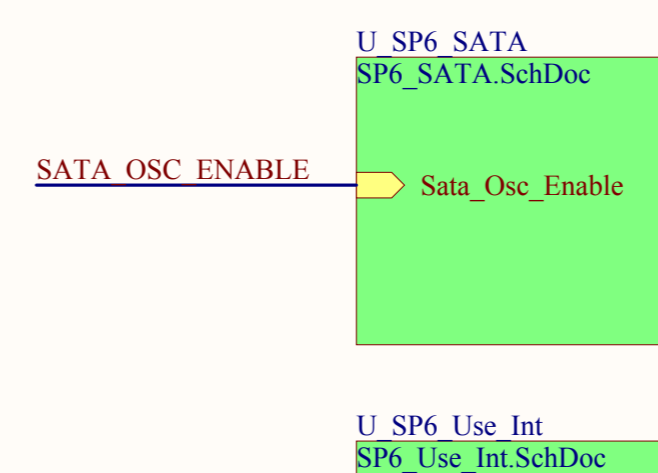 U_SP6_SATA
SP6_SATA.SchDoc
SATA_OSC_ENABLE
Sata_Osc_Enable
U_SP6_Use_Int
SP6_Use_Int.SchDoc